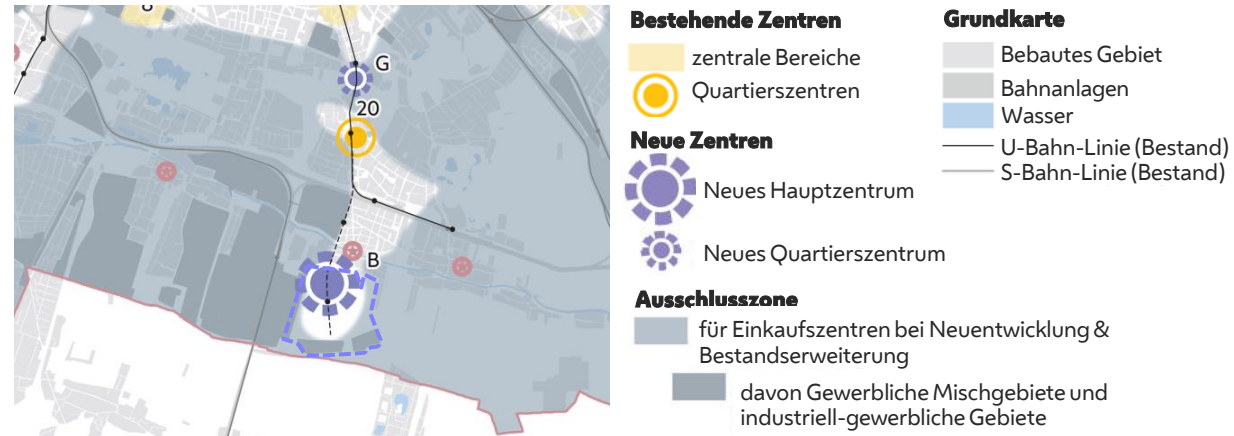 G
20
B
Bestehende Zentren
zentrale Bereiche
Quartierszentren
Neue Zentren
Neues Hauptzentrum
Neues Quartierszentrum
Grundkarte
Bebautes Gebiet
Bahnanlagen
Wasser
U-Bahn-Linie (Bestand)
S-Bahn-Linie (Bestand)
Ausschlusszone
für Einkaufszentren bei Neuentwicklung &
Bestandserweiterung
davon Gewerbliche Mischgebiete und
industriell-gewerbliche Gebiete